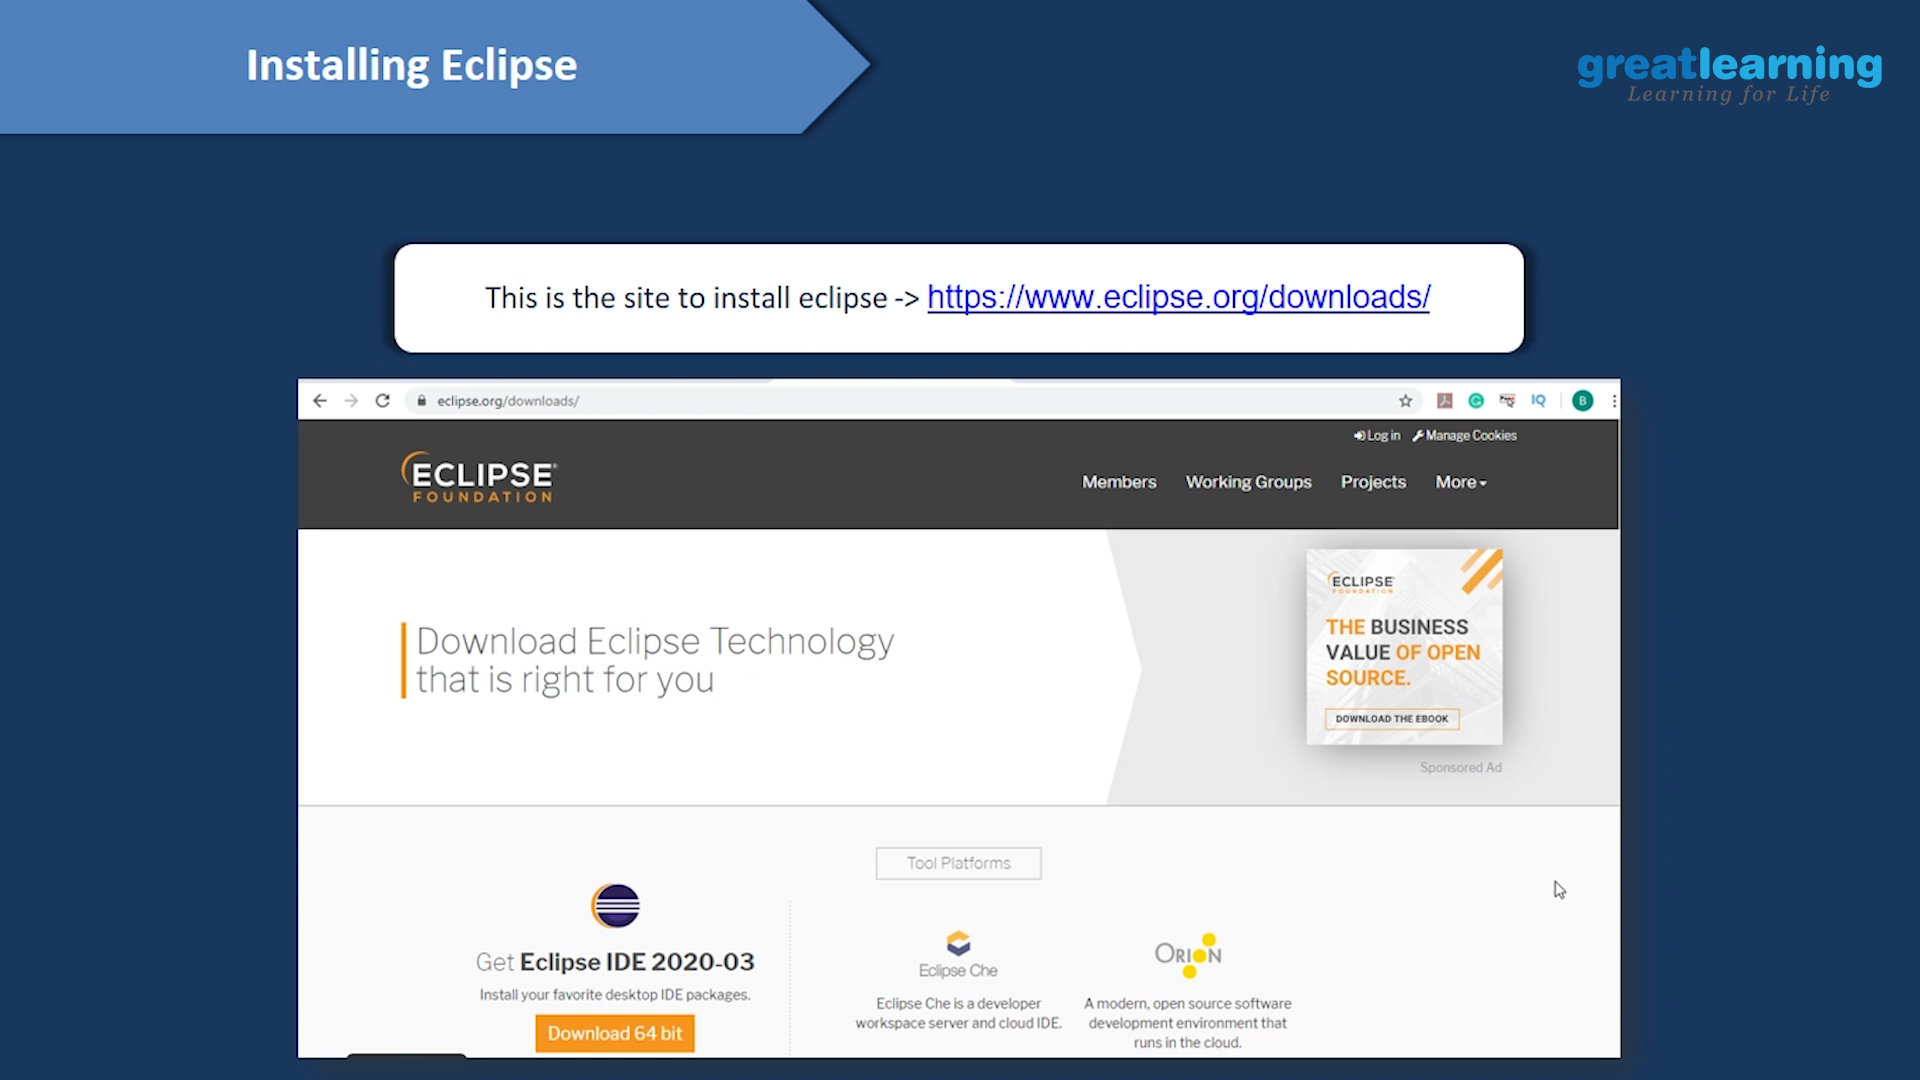 Installing Eclipse
greatlearning
Learning for Life
This is the site to install eclipse -> https://www.eclipse.org/downloads/
eclipse.org/downloads/
IQ
B
Log in
Manage Cookies
ECLIPSE
FOUNDATION
Members
Working Groups
Projects
More
Download Eclipse Technology
that is right for you
ECLIPSE
FOUNDATION
THE BUSINESS
VALUE OF OPEN
SOURCE.
DOWNLOAD THE EBOOK
Sponsored Ad
Tool Platforms
Get Eclipse IDE 2020-03
Install your favorite desktop IDE packages.
Download 64 bit
Eclipse Che
Eclipse Che is a developer
workspace server and cloud IDE.
ORION
A modern, open source software
development environment that
runs in the cloud.